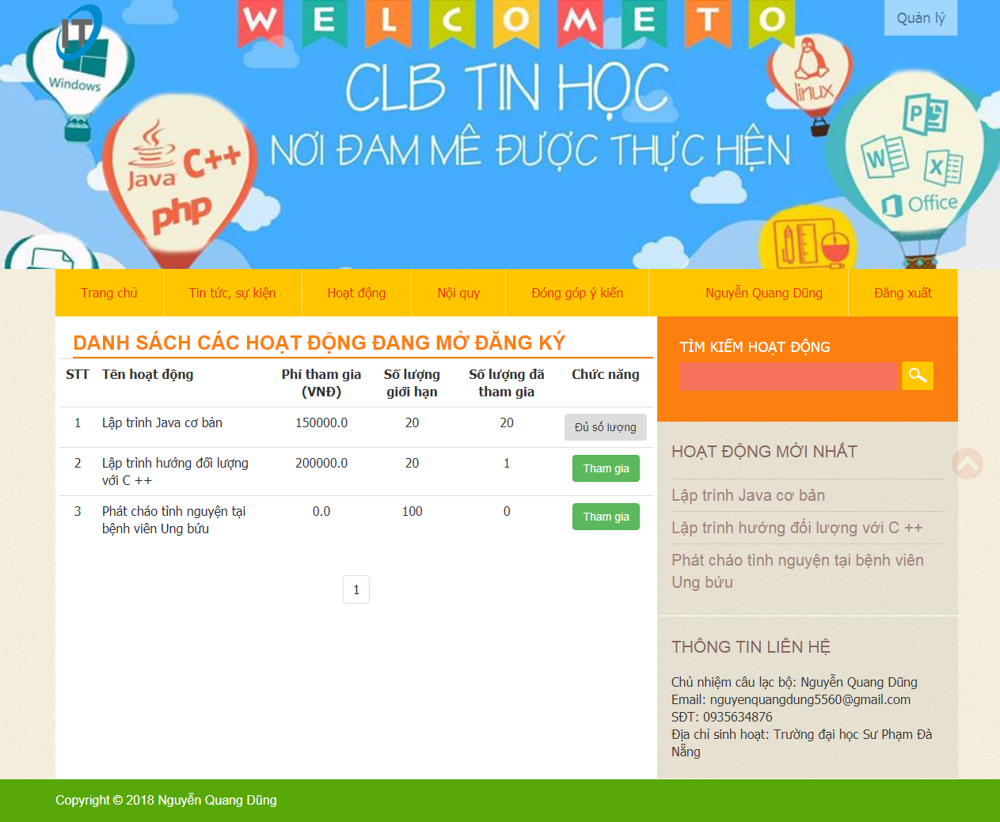 WELCOME TO
Quản lý
IT
Windows
CLB TIN HỌC
NƠI ĐAM MÊ ĐƯỢC THỰC HIỆN
linux
Java
C++
php
Office
Trang chủ
Tin tức, sự kiện
Hoạt động
Nội quy
Đóng góp ý kiến
Nguyễn Quang Dũng
Đăng xuất
DANH SÁCH CÁC HOẠT ĐỘNG ĐANG MỞ ĐĂNG KÝ
STT Tên hoạt động Phí tham gia (VNĐ) Số lượng giới hạn Số lượng đã tham gia Chức năng
1 Lập trình Java cơ bản 150000.0 20 20 Đủ số lượng
2 Lập trình hướng đối lượng 200000.0 20 1 Tham gia
với C ++
3 Phát cháo tình nguyện tại 0.0 100 0 Tham gia
bệnh viên Ung bứu
1
TÌM KIẾM HOẠT ĐỘNG
HOẠT ĐỘNG MỚI NHẤT
Lập trình Java cơ bản
Lập trình hướng đối lượng với C ++
Phát cháo tình nguyện tại bệnh viên
Ung bứu
THÔNG TIN LIÊN HỆ
Chủ nhiệm câu lạc bộ: Nguyễn Quang Dũng
Email: nguyenquangdung5560@gmail.com
SĐT: 0935634876
Địa chỉ sinh hoạt: Trường đại học Sư Phạm Đà
Nẵng
Copyright © 2018 Nguyễn Quang Dũng